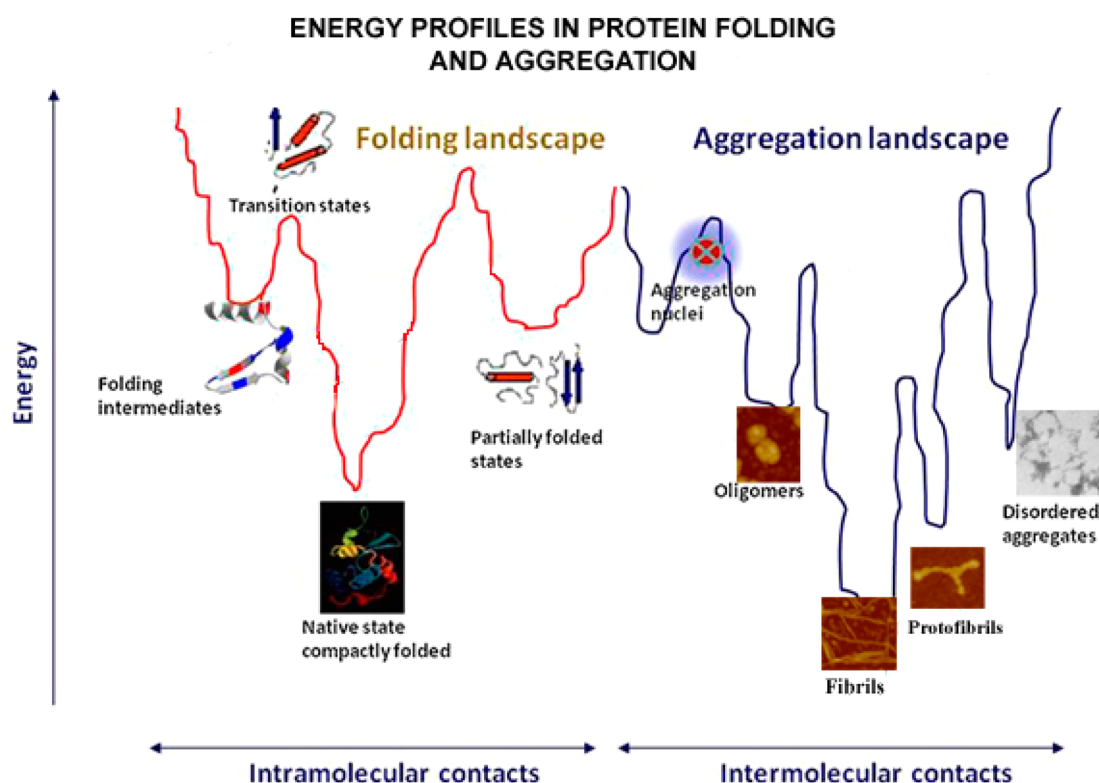 ENERGY PROFILES IN PROTEIN FOLDING
AND AGGREGATION
Folding landscape
Aggregation landscape
Transition states
Aggregation
nuclei
Energy
Folding
intermediates
Partially folded
states
Oligomers
Disordered
aggregates
Native state
compactly folded
Protofibrils
Fibrils
Intramolecular contacts
Intermolecular contacts